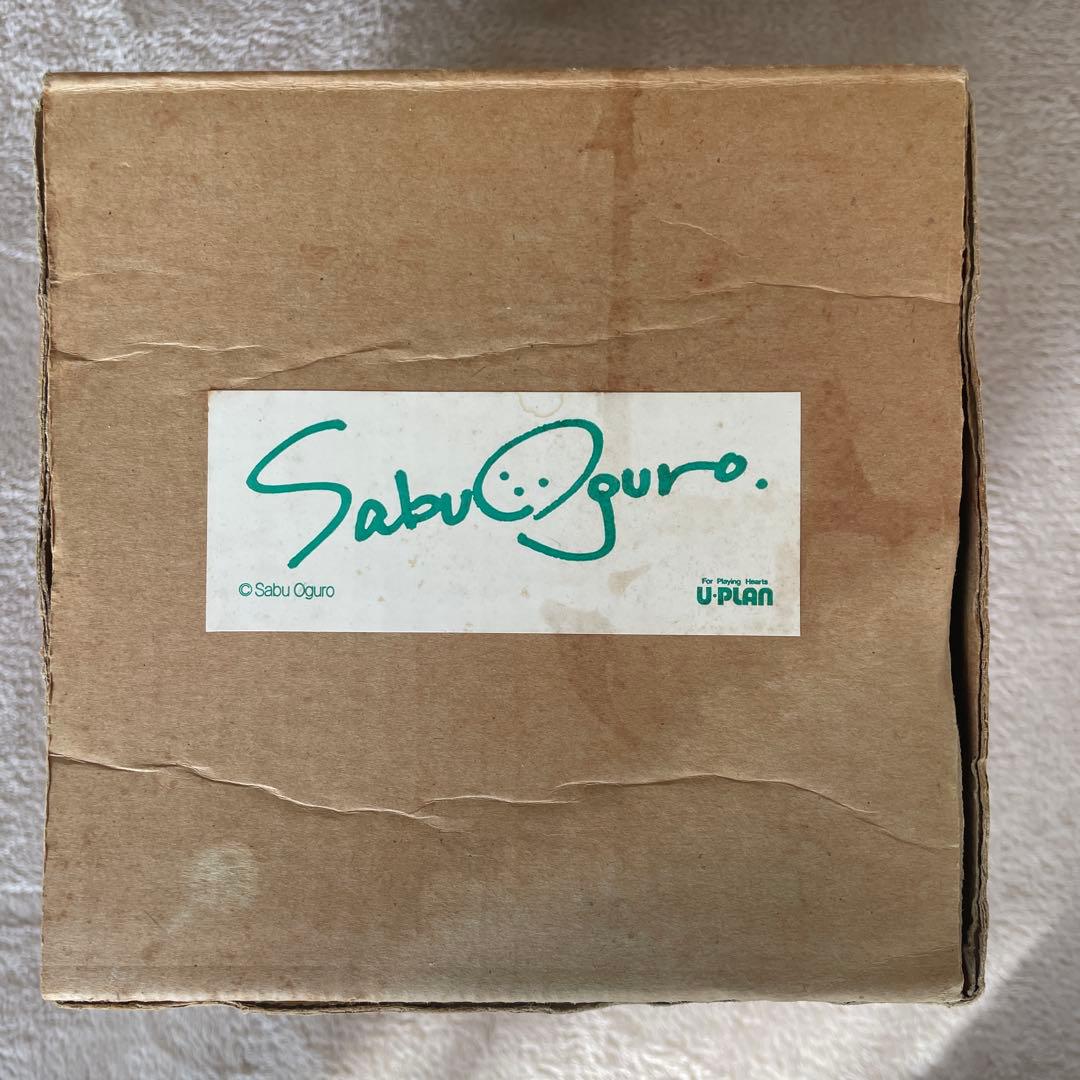 Sabu Oguro.
© Sabu Oguro
For Playing Hearts
U·PLAN